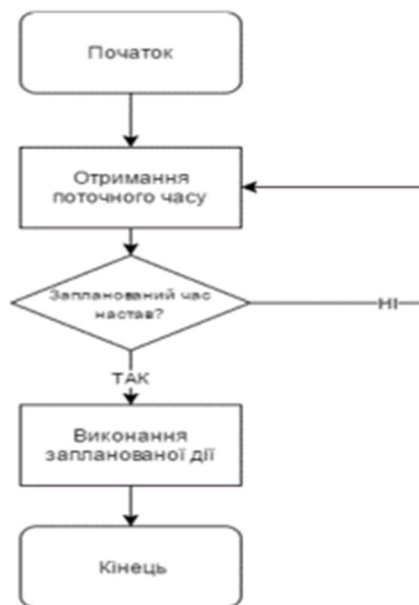 Початок
Отримання
поточного часу
Запланований час
настав?
НІ
ТАК
Виконання
запланованої дії
Кінець